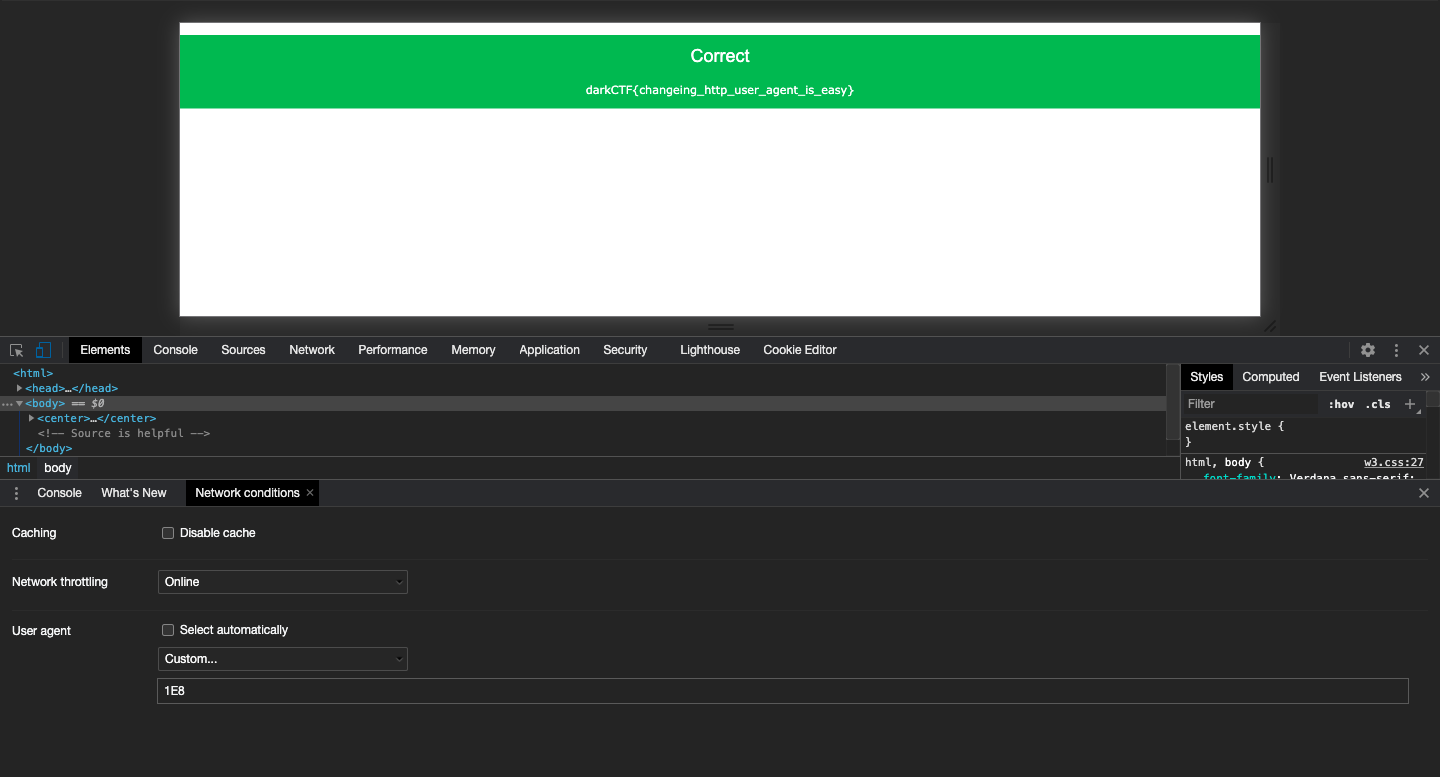 Correct
darkCTF{changeing_http_user_agent_is_easy}
Elements Console Sources Network Performance Memory Application Security Lighthouse Cookie Editor
<html>
<head>…</head>
<body> == $0
<center>…</center>
<!-- Source is helpful -->
</body>
html body
Styles Computed Event Listeners »
Filter :hov .cls +
element.style {
}
html, body { w3.css:27
font-family: Verdana,sans-serif;
Console What's New Network conditions ×
Caching Disable cache
Network throttling Online
User agent Select automatically
Custom...
1E8